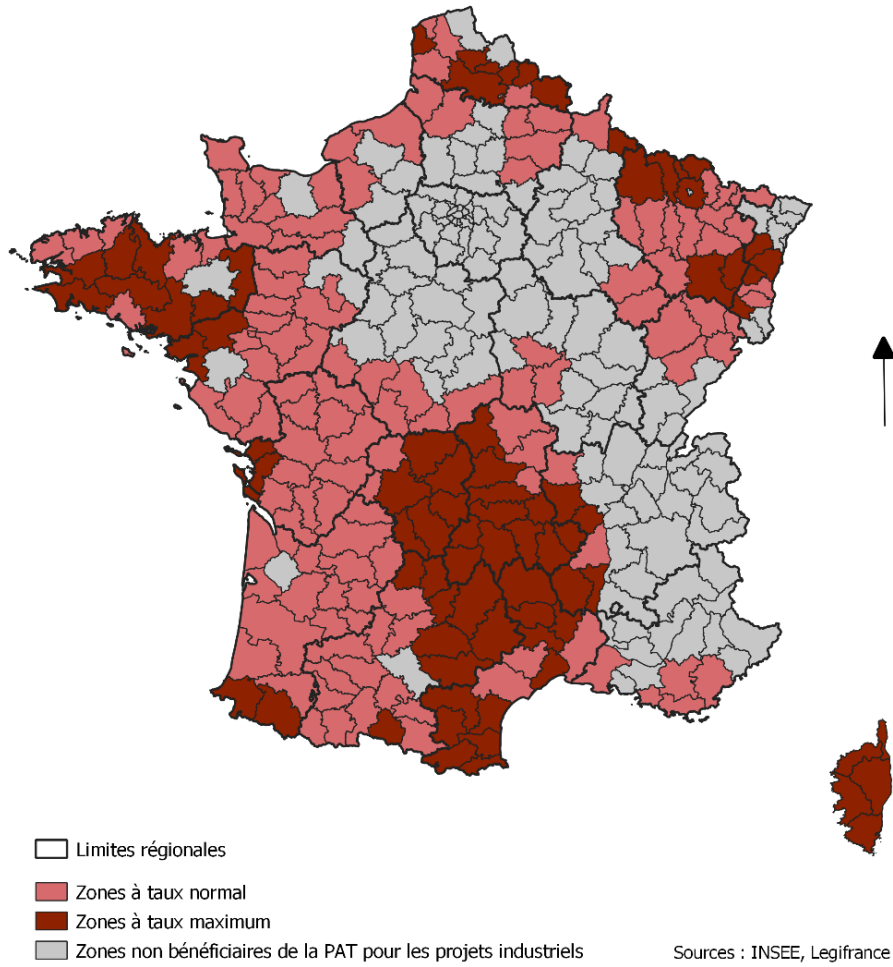 Limites régionales
Zones à taux normal
Zones à taux maximum
Zones non bénéficiaires de la PAT pour les projets industriels
Sources : INSEE, Legifrance